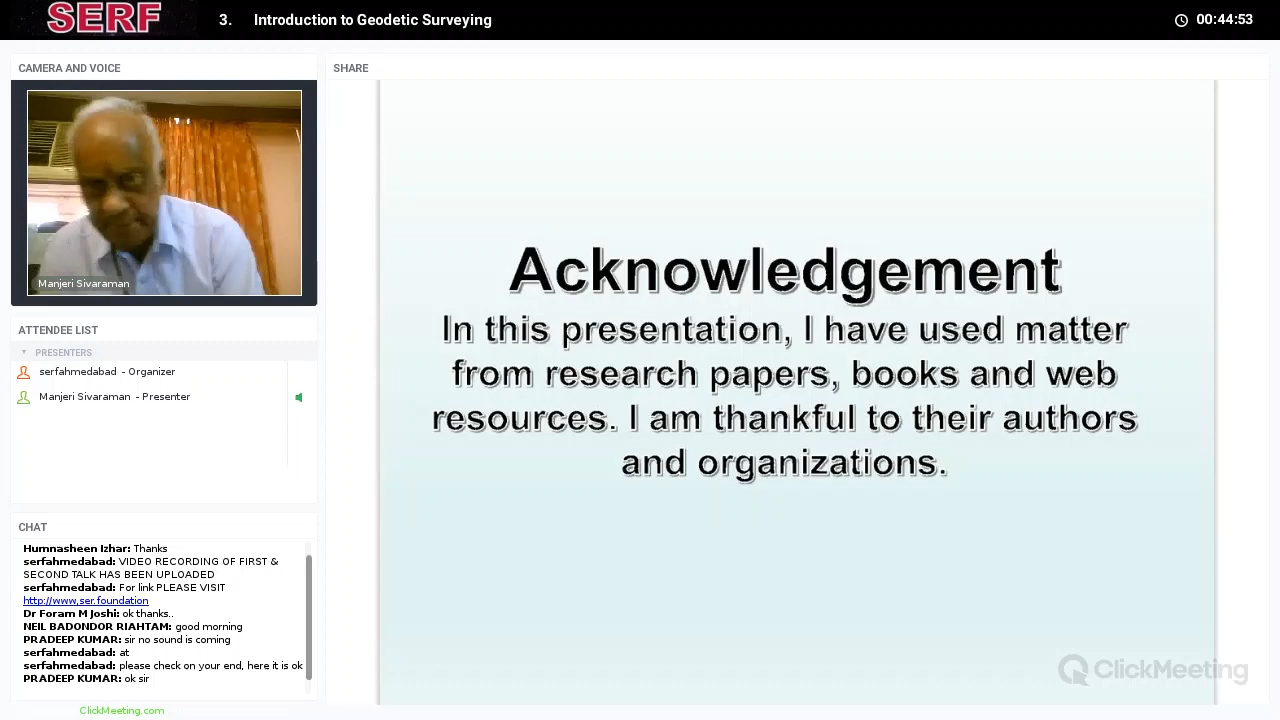 SERF
3. Introduction to Geodetic Surveying
00:44:53
CAMERA AND VOICE
Manjeri Sivaraman
ATTENDEE LIST
PRESENTERS
serfahmedabad - Organizer
Manjeri Sivaraman - Presenter
CHAT
Humnasheen Izhar: Thanks
serfahmedabad: VIDEO RECORDING OF FIRST &
SECOND TALK HAS BEEN UPLOADED
serfahmedabad: For link PLEASE VISIT
http://www.ser.foundation
Dr Foram M Joshi: ok thanks..
NEIL BADONDOR RIAHTAM: good morning
PRADEEP KUMAR: sir no sound is coming
serfahmedabad: at
serfahmedabad: please check on your end, here it is ok
PRADEEP KUMAR: ok sir
ClickMeeting.com
SHARE
Acknowledgement
In this presentation, I have used matter
from research papers, books and web
resources. I am thankful to their authors
and organizations.
ClickMeeting